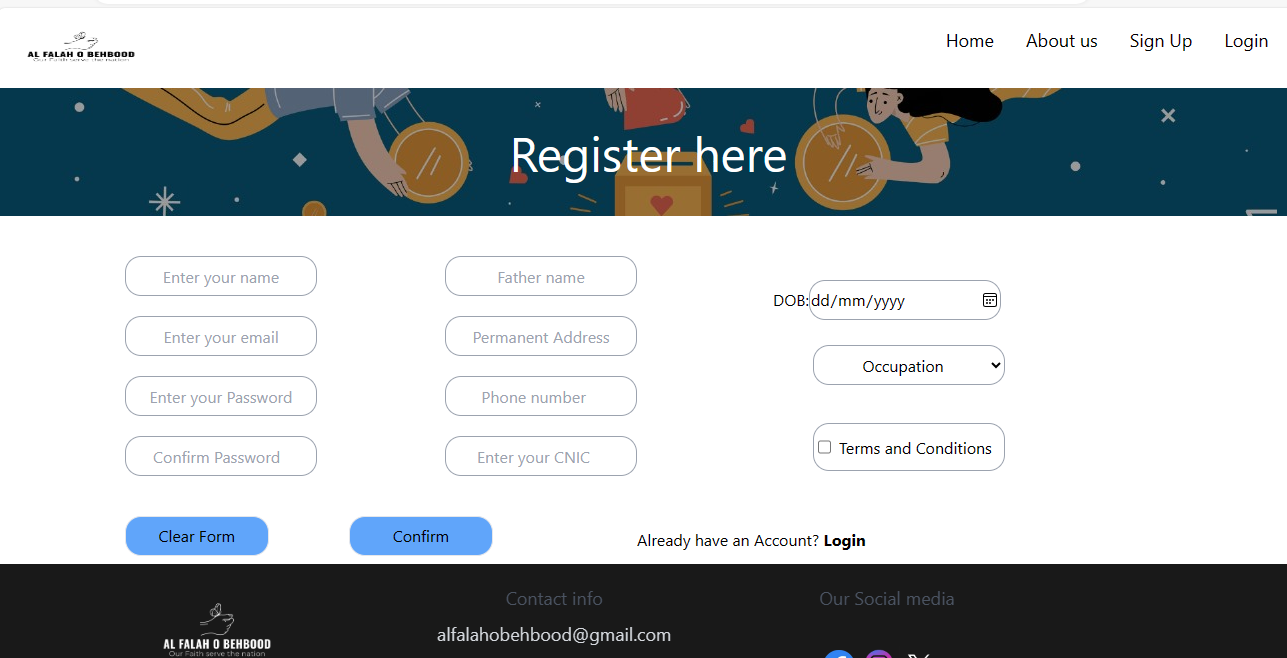 AL FALAH O BEHBOOD
Our Faith serve the nation
Home About us Sign Up Login
Register here
Enter your name
Father name
DOB: dd/mm/yyyy
Enter your email
Permanent Address
Occupation
Enter your Password
Phone number
Terms and Conditions
Confirm Password
Enter your CNIC
Clear Form
Confirm
Already have an Account? Login
AL FALAH O BEHBOOD
Our Faith serve the nation
Contact info
alfalahobehbood@gmail.com
Our Social media